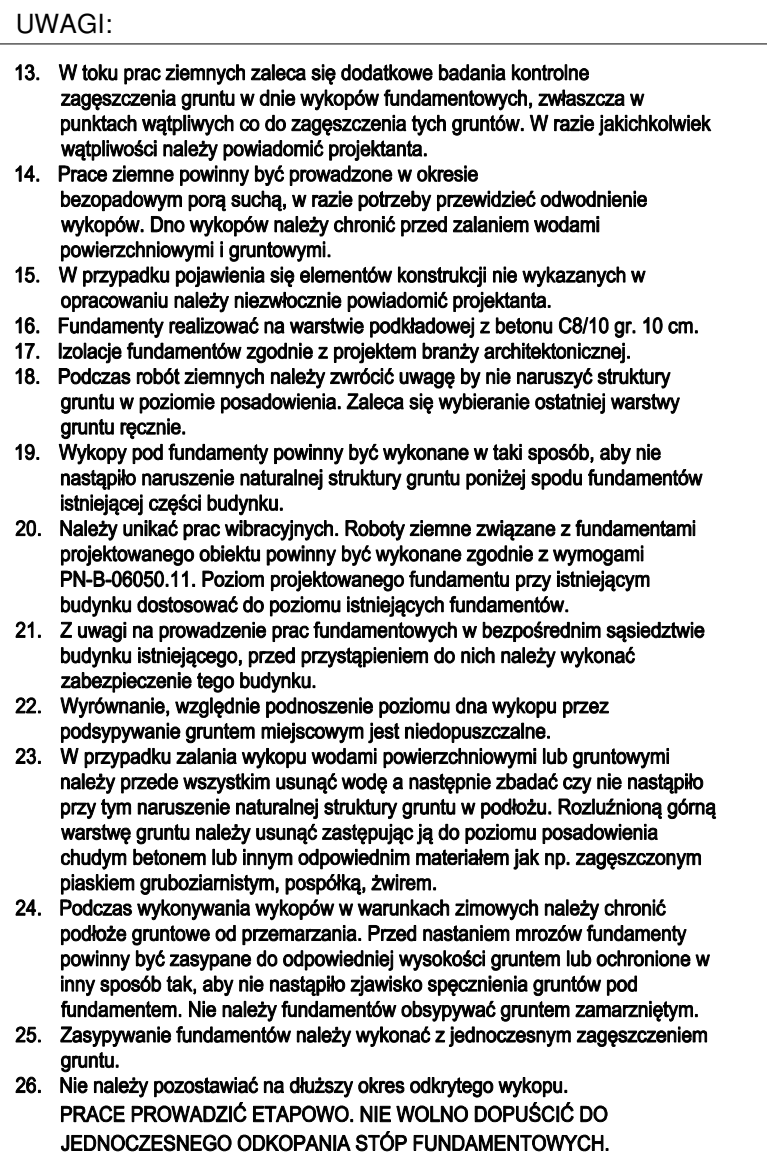 UWAGI:
13. W toku prac ziemnych zaleca się dodatkowe badania kontrolne
zagęszczenia gruntu w dnie wykopów fundamentowych, zwłaszcza w
punktach wątpliwych co do zagęszczenia tych gruntów. W razie jakichkolwiek
wątpliwości należy powiadomić projektanta.
14. Prace ziemne powinny być prowadzone w okresie
bezopadowym porą suchą, w razie potrzeby przewidzieć odwodnienie
wykopów. Dno wykopów należy chronić przed zalaniem wodami
powierzchniowymi i gruntowymi.
15. W przypadku pojawienia się elementów konstrukcji nie wykazanych w
opracowaniu należy niezwłocznie powiadomić projektanta.
16. Fundamenty realizować na warstwie podkładowej z betonu C8/10 gr. 10 cm.
17. Izolacje fundamentów zgodnie z projektem branży architektonicznej.
18. Podczas robót ziemnych należy zwrócić uwagę by nie naruszyć struktury
gruntu w poziomie posadowienia. Zaleca się wybieranie ostatniej warstwy
gruntu ręcznie.
19. Wykopy pod fundamenty powinny być wykonane w taki sposób, aby nie
nastąpiło naruszenie naturalnej struktury gruntu poniżej spodu fundamentów
istniejącej części budynku.
20. Należy unikać prac wibracyjnych. Roboty ziemne związane z fundamentami
projektowanego obiektu powinny być wykonane zgodnie z wymogami
PN-B-06050.11. Poziom projektowanego fundamentu przy istniejącym
budynku dostosować do poziomu istniejących fundamentów.
21. Z uwagi na prowadzenie prac fundamentowych w bezpośrednim sąsiedztwie
budynku istniejącego, przed przystąpieniem do nich należy wykonać
zabezpieczenie tego budynku.
22. Wyrównanie, względnie podnoszenie poziomu dna wykopu przez
podsypywanie gruntem miejscowym jest niedopuszczalne.
23. W przypadku zalania wykopu wodami powierzchniowymi lub gruntowymi
należy przede wszystkim usunąć wodę a następnie zbadać czy nie nastąpiło
przy tym naruszenie naturalnej struktury gruntu w podłożu. Rozluźnioną górną
warstwę gruntu należy usunąć zastępując ją do poziomu posadowienia
chudym betonem lub innym odpowiednim materiałem jak np. zagęszczonym
piaskiem gruboziarnistym, pospółką, żwirem.
24. Podczas wykonywania wykopów w warunkach zimowych należy chronić
podłoże gruntowe od przemarzania. Przed nastaniem mrozów fundamenty
powinny być zasypane do odpowiedniej wysokości gruntem lub ochronione w
inny sposób tak, aby nie nastąpiło zjawisko spęcznienia gruntów pod
fundamentem. Nie należy fundamentów obsypywać gruntem zamarzniętym.
25. Zasypywanie fundamentów należy wykonać z jednoczesnym zagęszczeniem
gruntu.
26. Nie należy pozostawiać na dłuższy okres odkrytego wykopu.
PRACE PROWADZIĆ ETAPOWO. NIE WOLNO DOPUŚCIĆ DO
JEDNOCZESNEGO ODKOPANIA STÓP FUNDAMENTOWYCH.